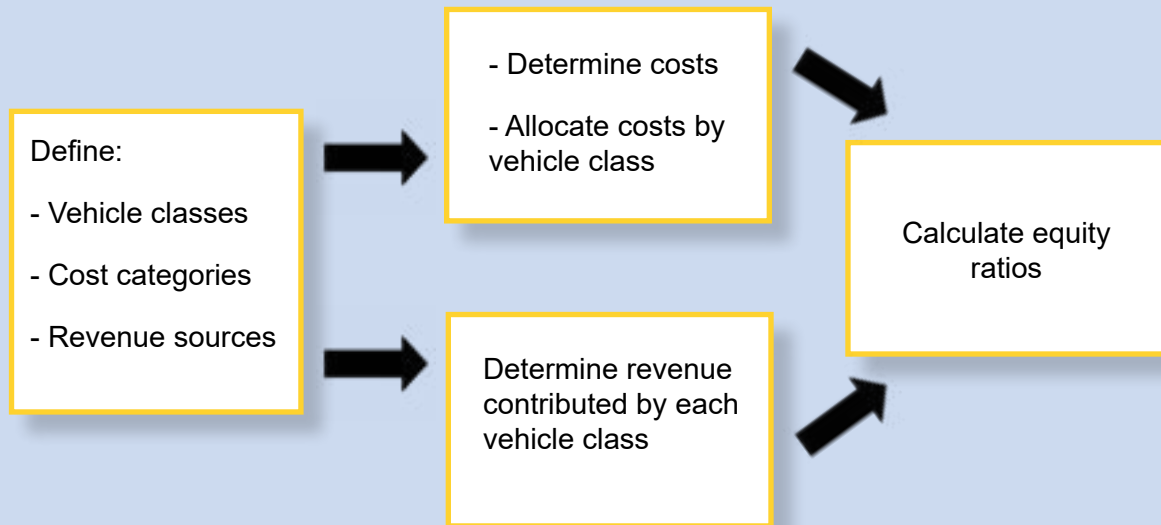 Define:
- Vehicle classes
- Cost categories
- Revenue sources
- Determine costs
- Allocate costs by
vehicle class
Determine revenue
contributed by each
vehicle class
Calculate equity
ratios